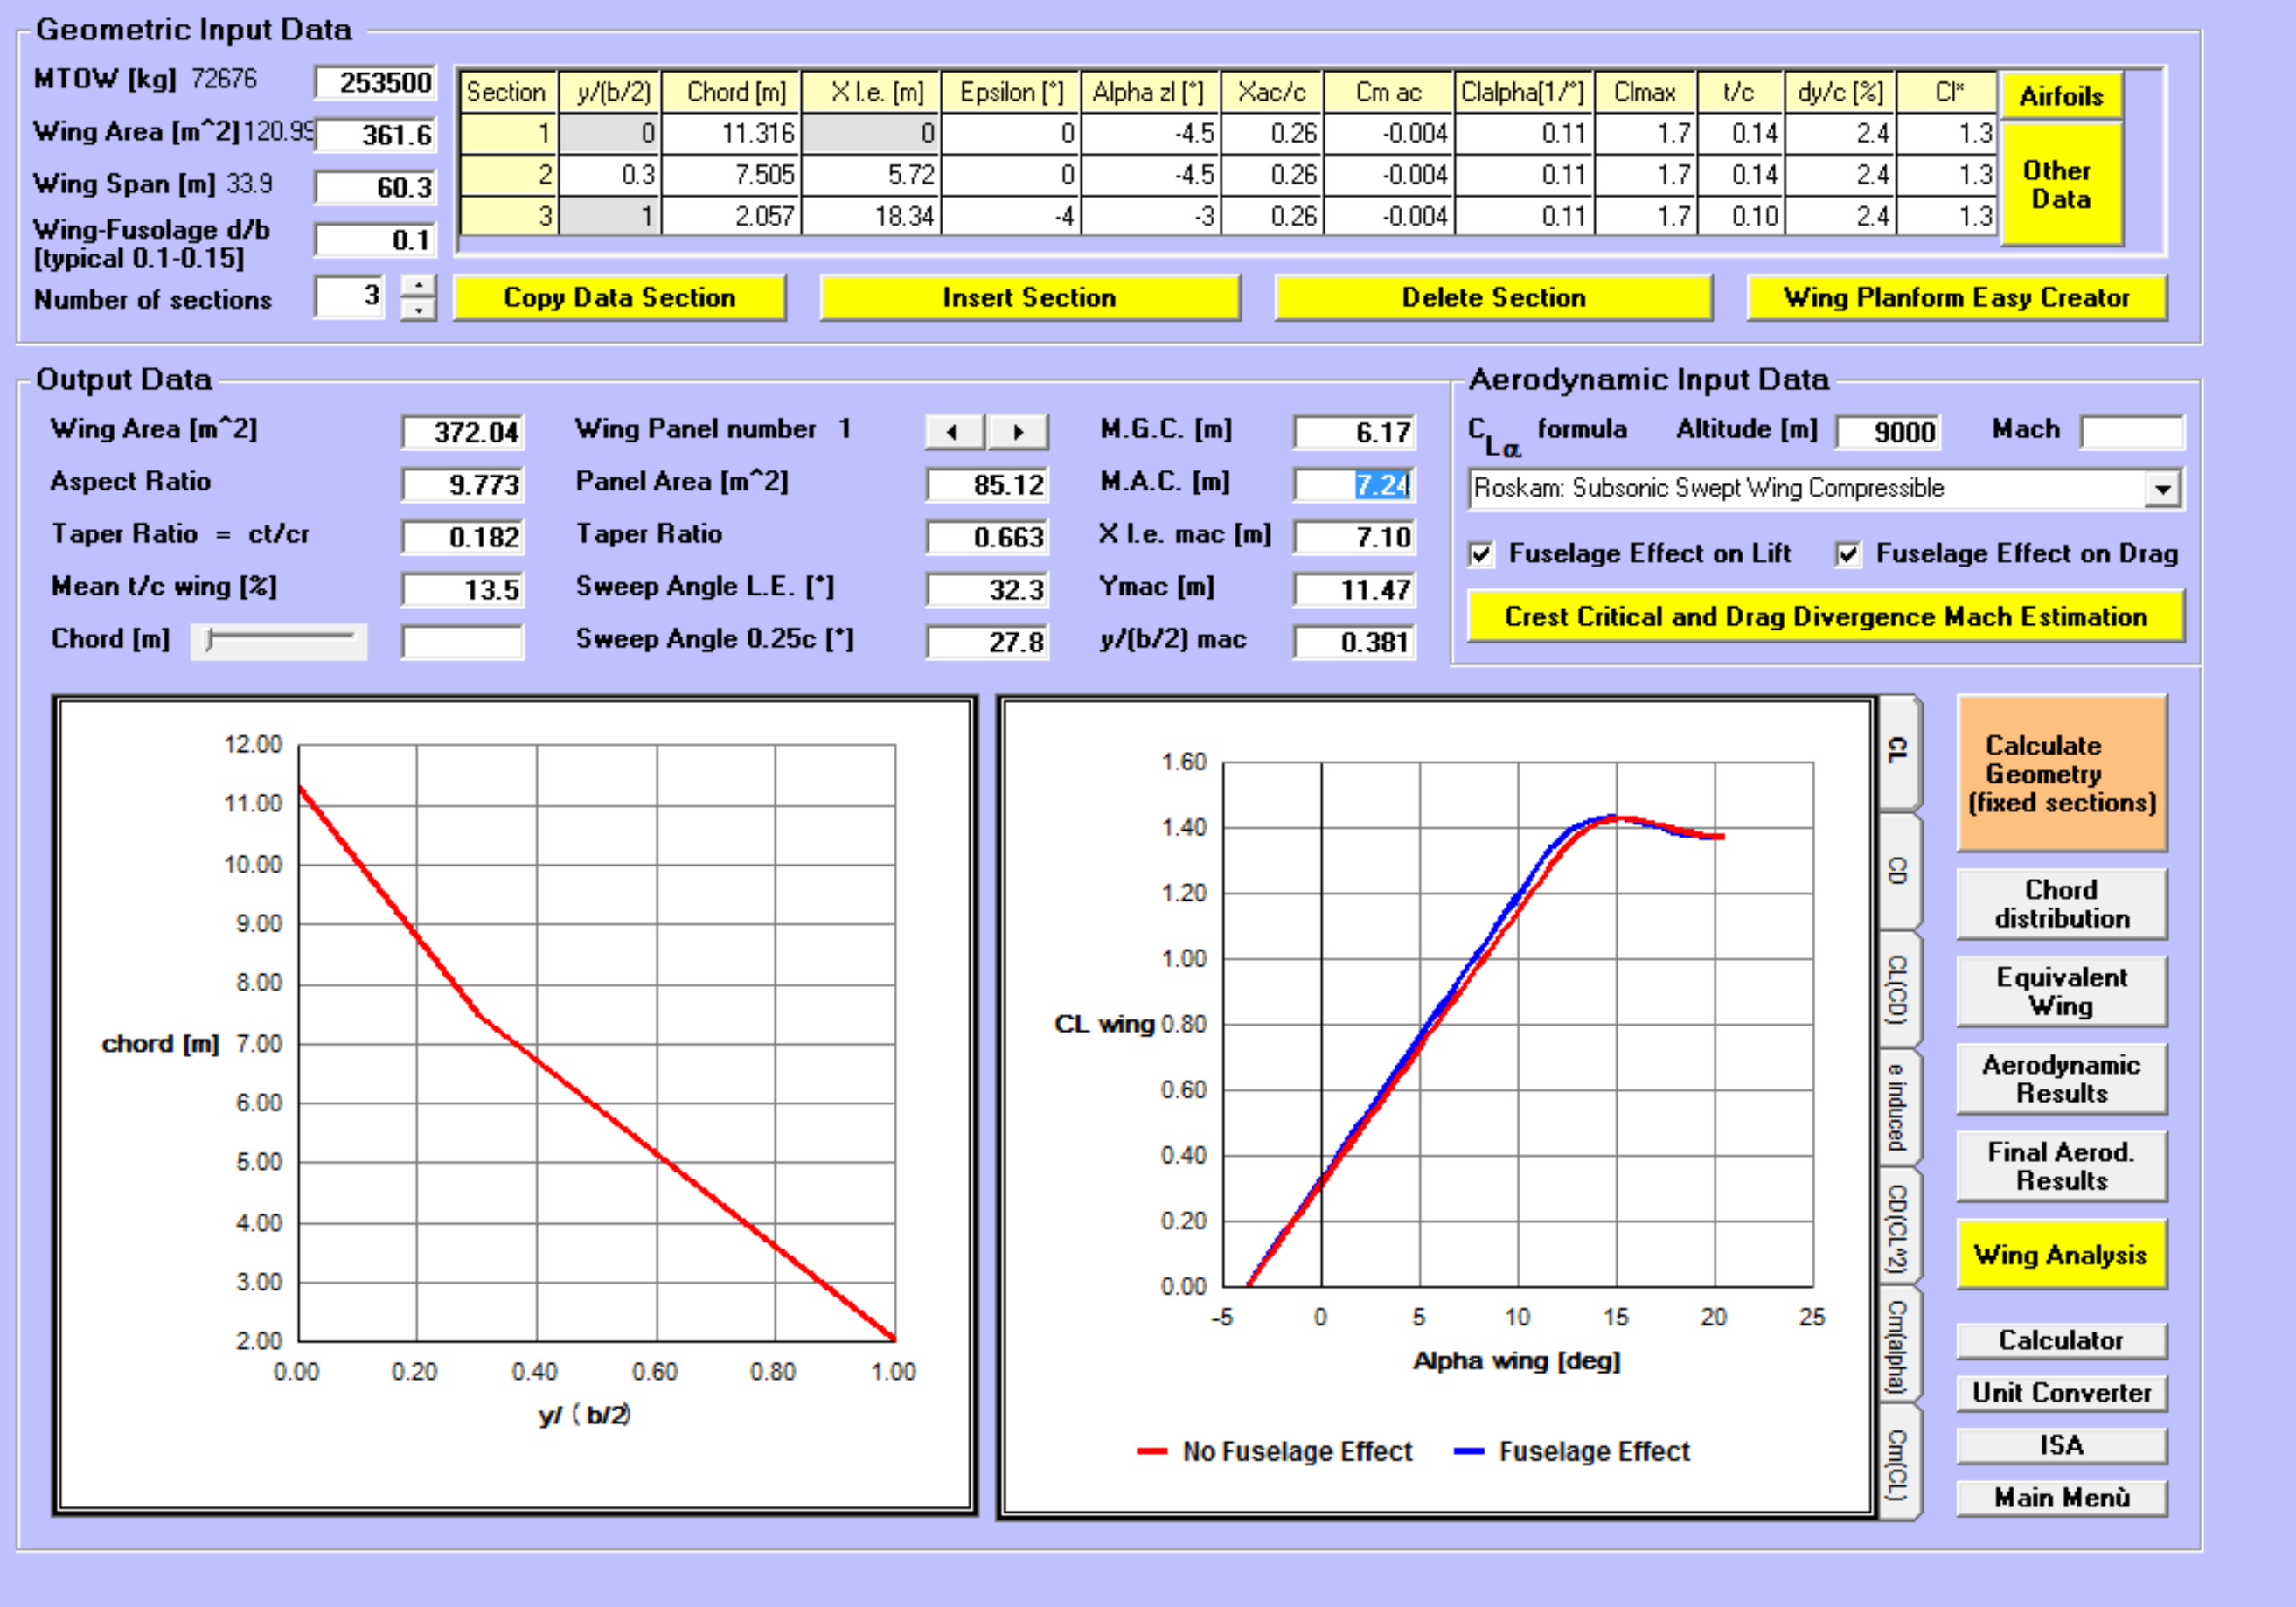 Geometric Input Data
MTOW [kg] 72676 253500
Wing Area [m^2] 120.99 361.6
Wing Span [m] 33.9 60.3
Wing-Fusolage d/b
[typical 0.1-0.15] 0.1
Number of sections 3
Section y/(b/2) Chord [m] X l.e. [m] Epsilon [°] Alpha zl [°] Xac/c Cm ac Clalpha[1/°] Clmax t/c dy/c [%] Cl*
1 0 11.316 0 0 -4.5 0.26 -0.004 0.11 1.7 0.14 2.4 1.3
2 0.3 7.505 5.72 0 -4.5 0.26 -0.004 0.11 1.7 0.14 2.4 1.3
3 1 2.057 18.34 -4 -3 0.26 -0.004 0.11 1.7 0.10 2.4 1.3
Airfoils
Other
Data
Copy Data Section Insert Section Delete Section Wing Planform Easy Creator
Output Data
Wing Area [m^2] 372.04
Aspect Ratio 9.773
Taper Ratio = ct/cr 0.182
Mean t/c wing [%] 13.5
Chord [m]
Wing Panel number 1
Panel Area [m^2] 85.12
Taper Ratio 0.663
Sweep Angle L.E. [°] 32.3
Sweep Angle 0.25c [°] 27.8
M.G.C. [m] 6.17
M.A.C. [m] 7.24
X l.e. mac [m] 7.10
Ymac [m] 11.47
y/(b/2) mac 0.381
Aerodynamic Input Data
CLα formula Altitude [m] 9000 Mach
Roskam: Subsonic Swept Wing Compressible
Fuselage Effect on Lift Fuselage Effect on Drag
Crest Critical and Drag Divergence Mach Estimation
12.00
11.00
10.00
9.00
8.00
chord [m] 7.00
6.00
5.00
4.00
3.00
2.00
0.00 0.20 0.40 0.60 0.80 1.00
y/ ( b/2)
1.60
1.40
1.20
1.00
CL wing 0.80
0.60
0.40
0.20
0.00
-5 0 5 10 15 20 25
Alpha wing [deg]
No Fuselage Effect Fuselage Effect
CL
CD
CL(CD)
e induced
CD(CL^2)
Cm(alpha)
Cm(CL)
Calculate
Geometry
(fixed sections)
Chord
distribution
Equivalent
Wing
Aerodynamic
Results
Final Aerod.
Results
Wing Analysis
Calculator
Unit Converter
ISA
Main Menù